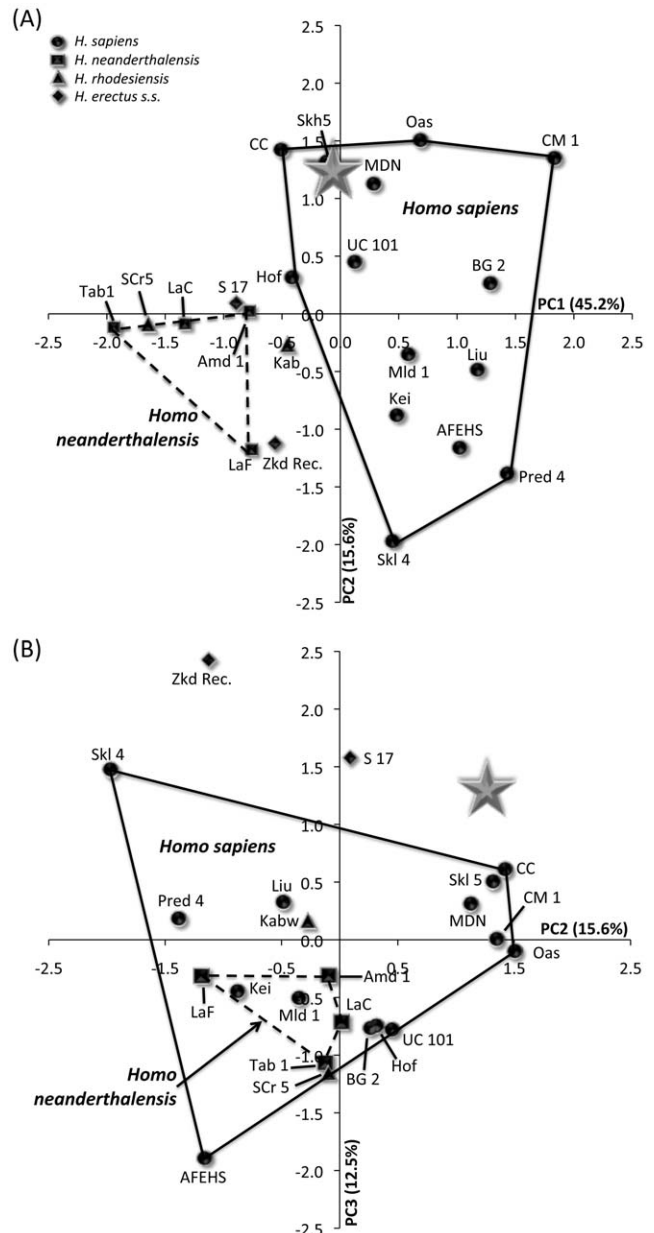 (A)
H. sapiens
H. neanderthalensis
H. rhodesiensis
H. erectus s.s.
2.5
2.0
1.5
1.0
0.5
0.0
-0.5
-1.0
-1.5
-2.0
-2.5
-2.5 -2.0 -1.5 -1.0 -0.5 0.0 0.5 1.0 1.5 2.0 2.5
CC
Skh5
Oas
CM 1
MDN
Homo sapiens
UC 101
BG 2
Hof
PC1 (45.2%)
Tab1
SCr5
LaC
S 17
Amd 1
Kab
Mld 1
Liu
Kei
AFEHS
Homo
neanderthalensis
LaF
Zkd Rec.
Pred 4
Skl 4
PC2 (15.6%)
(B)
2.5
2.0
1.5
1.0
0.5
0.0
-0.5
-1.0
-1.5
-2.0
-2.5
-2.5 -1.5 -0.5 0.5 1.5 2.5
Zkd Rec.
Skl 4
S 17
Homo sapiens
CC
Skl 5
CM 1
Pred 4
Liu
Kabw
MDN
PC2 (15.6%)
Oas
Amd 1
LaF
Kei
Mld 1
LaC
UC 101
Hof
BG 2
Tab 1
SCr 5
Homo
neanderthalensis
AFEHS
PC3 (12.5%)